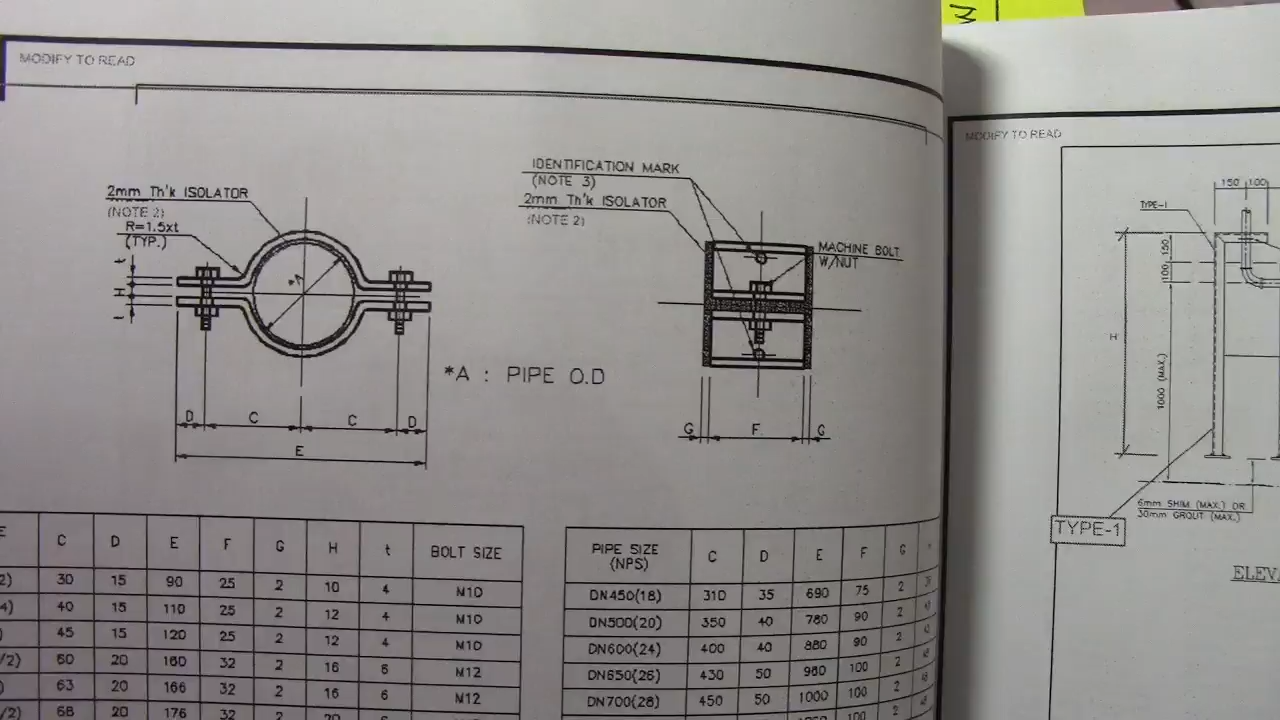 MODIFY TO READ
2mm Th'k ISOLATOR
(NOTE 2)
R=1.5xt
(TYP.)
t
H
t
*A
D C C D
E
*A : PIPE O.D
IDENTIFICATION MARK
(NOTE 3)
2mm Th'k ISOLATOR
(NOTE 2)
MACHINE BOLT
W/NUT
G F G
C D E F G H t BOLT SIZE
30 15 90 25 2 10 4 M10
40 15 110 25 2 12 4 M10
45 15 120 25 2 12 4 M10
60 20 160 32 2 16 6 M12
63 20 166 32 2 16 6 M12
68 20 176 32 2 20 6
PIPE SIZE
(NPS)
C D E F G
DN450(18) 310 35 690 75 2
DN500(20) 350 40 780 90 2
DN600(24) 400 40 880 90 2
DN650(26) 430 50 960 100 2
DN700(28) 450 50 1000 100 2
MODIFY TO READ
150 100
TYPE-1
150
100
H
1000 (MAX.)
6mm SHIM (MAX.) OR
30mm GROUT (MAX.)
TYPE-1
ELEVA